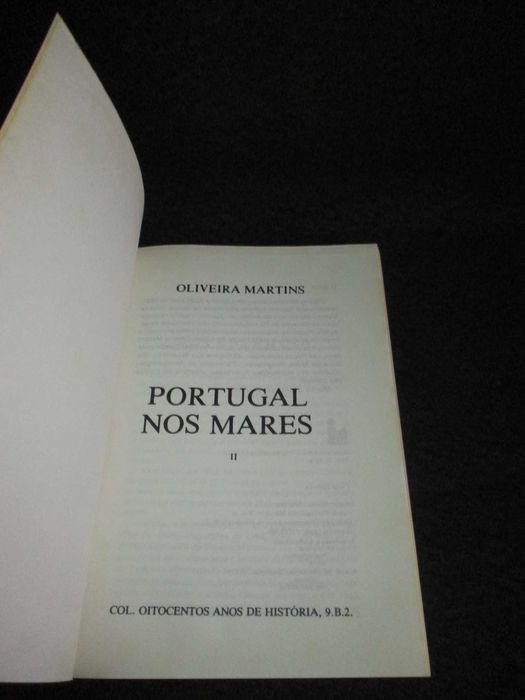 OLIVEIRA MARTINS
PORTUGAL
NOS MARES
II
COL. OITOCENTOS ANOS DE HISTÓRIA, 9.B.2.